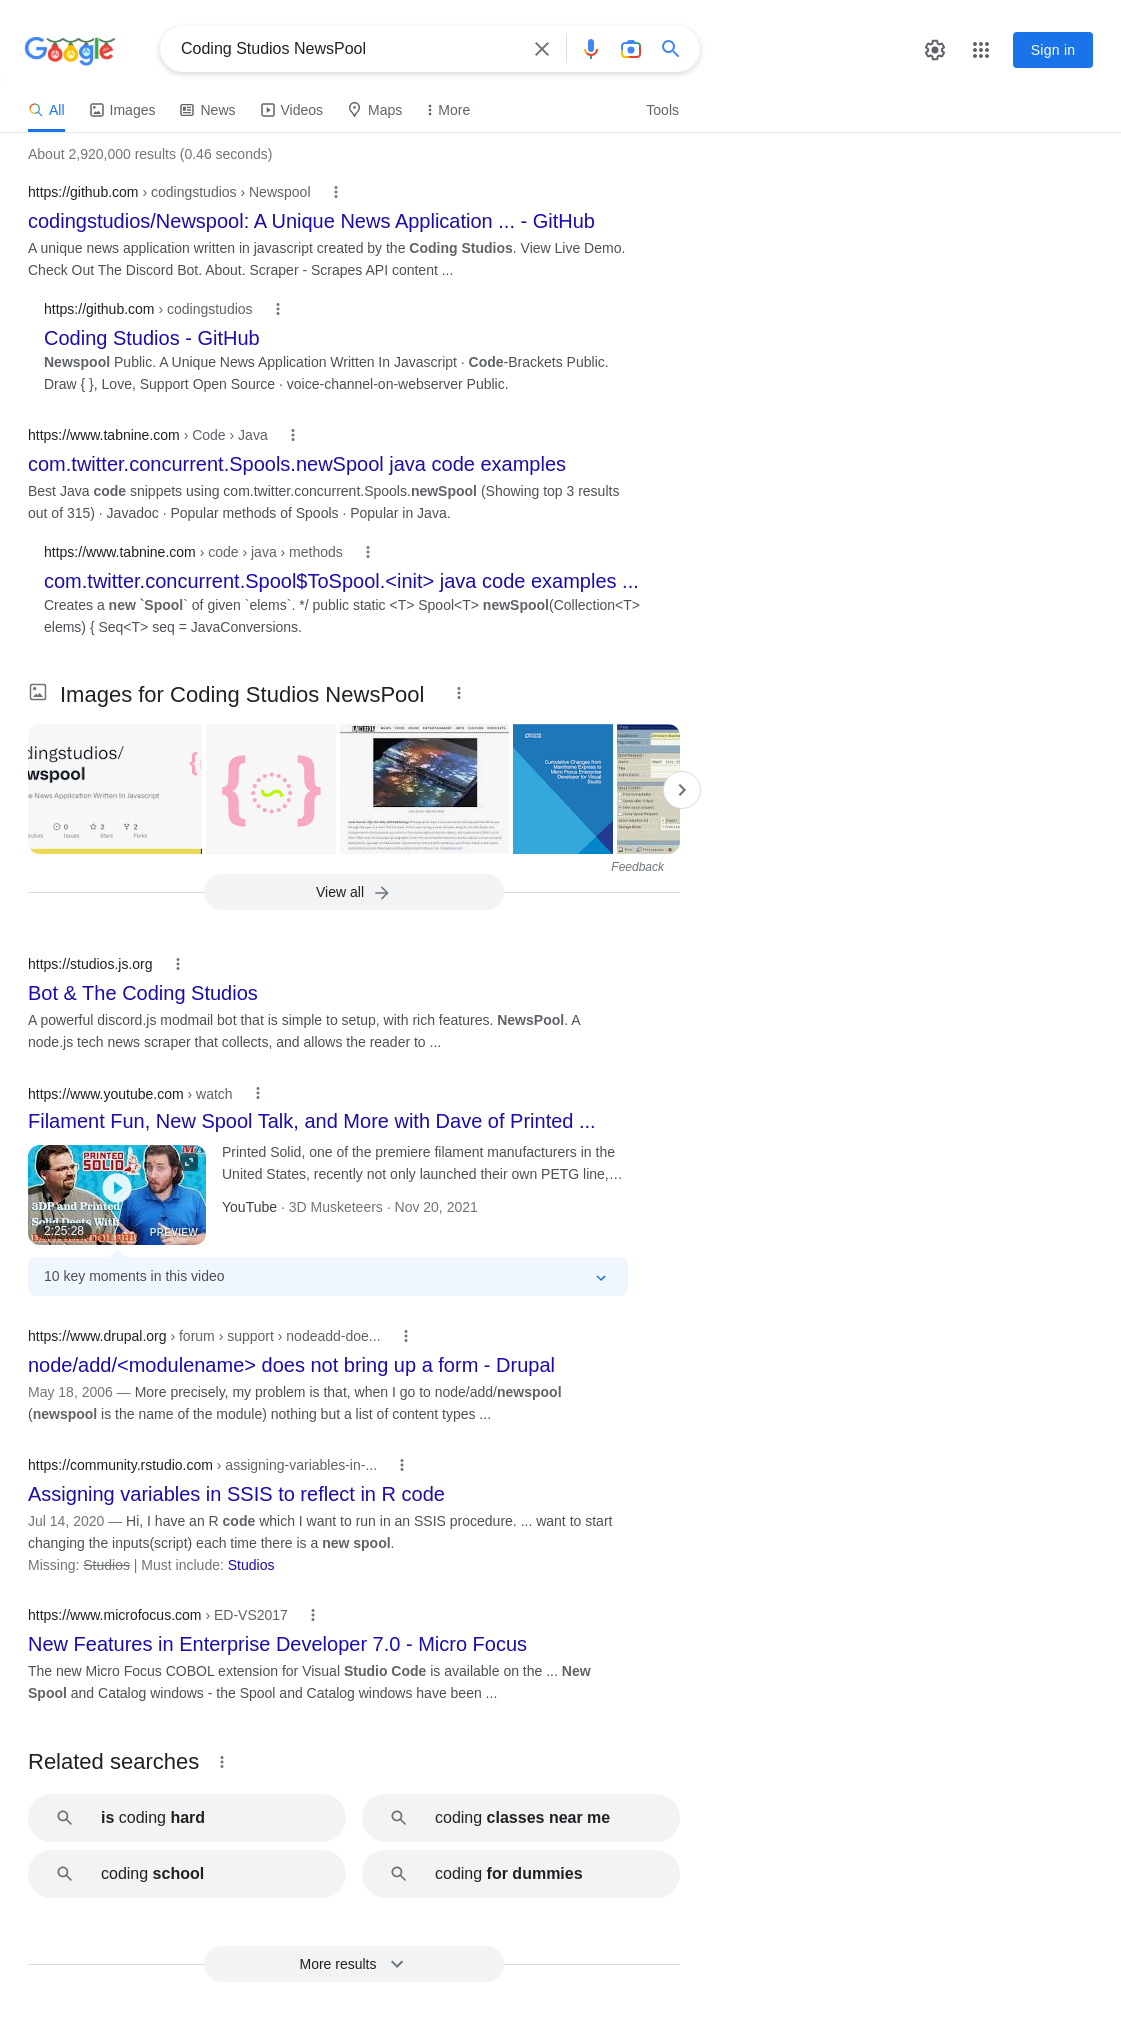 Google
Coding Studios NewsPool
Sign in
All
Images
News
Videos
Maps
More
Tools
About 2,920,000 results (0.46 seconds)
https://github.com › codingstudios › Newspool
codingstudios/Newspool: A Unique News Application ... - GitHub
A unique news application written in javascript created by the Coding Studios. View Live Demo.
Check Out The Discord Bot. About. Scraper - Scrapes API content ...
https://github.com › codingstudios
Coding Studios - GitHub
Newspool Public. A Unique News Application Written In Javascript · Code-Brackets Public.
Draw { }, Love, Support Open Source · voice-channel-on-webserver Public.
https://www.tabnine.com › Code › Java
com.twitter.concurrent.Spools.newSpool java code examples
Best Java code snippets using com.twitter.concurrent.Spools.newSpool (Showing top 3 results
out of 315) · Javadoc · Popular methods of Spools · Popular in Java.
https://www.tabnine.com › code › java › methods
com.twitter.concurrent.Spool$ToSpool.<init> java code examples ...
Creates a new `Spool` of given `elems`. */ public static <T> Spool<T> newSpool(Collection<T>
elems) { Seq<T> seq = JavaConversions.
Images for Coding Studios NewsPool
dingstudios/
wspool
e News Application Written In Javascript
0
3
2
utors
Issues
Stars
Forks
Cumulative Changes from
Mainframe Express to
Micro Focus Enterprise
Developer for Visual
Studio
Feedback
View all
https://studios.js.org
Bot & The Coding Studios
A powerful discord.js modmail bot that is simple to setup, with rich features. NewsPool. A
node.js tech news scraper that collects, and allows the reader to ...
https://www.youtube.com › watch
Filament Fun, New Spool Talk, and More with Dave of Printed ...
PRINTED
SOLID
3DP and Printed
Solid Deets With
2:25:28
PREVIEW
Printed Solid, one of the premiere filament manufacturers in the
United States, recently not only launched their own PETG line,…
YouTube · 3D Musketeers · Nov 20, 2021
10 key moments in this video
https://www.drupal.org › forum › support › nodeadd-doe...
node/add/<modulename> does not bring up a form - Drupal
May 18, 2006 — More precisely, my problem is that, when I go to node/add/newspool
(newspool is the name of the module) nothing but a list of content types ...
https://community.rstudio.com › assigning-variables-in-...
Assigning variables in SSIS to reflect in R code
Jul 14, 2020 — Hi, I have an R code which I want to run in an SSIS procedure. ... want to start
changing the inputs(script) each time there is a new spool.
Missing: Studios | Must include: Studios
https://www.microfocus.com › ED-VS2017
New Features in Enterprise Developer 7.0 - Micro Focus
The new Micro Focus COBOL extension for Visual Studio Code is available on the ... New
Spool and Catalog windows - the Spool and Catalog windows have been ...
Related searches
is coding hard
coding classes near me
coding school
coding for dummies
More results